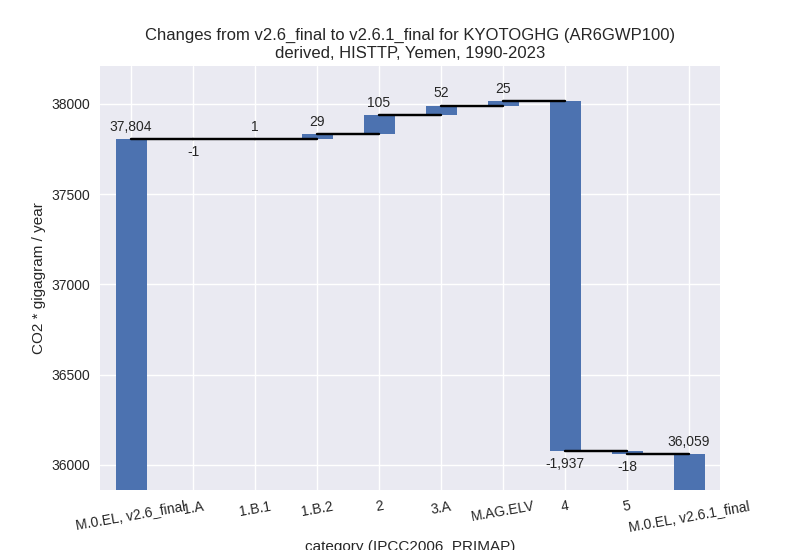 Changes from v2.6_final to v2.6.1_final for KYOTOGHG (AR6GWP100)
derived, HISTTP, Yemen, 1990-2023
CO2 * gigagram / year
38000
37500
37000
36500
36000
37,804
-1
1
29
105
52
25
-1,937
-18
36,059
M.0.EL, v2.6_final
1.A
1.B.1
1.B.2
2
3.A
M.AG.ELV
4
5
M.0.EL, v2.6.1_final
category (IPCC2006_PRIMAP)